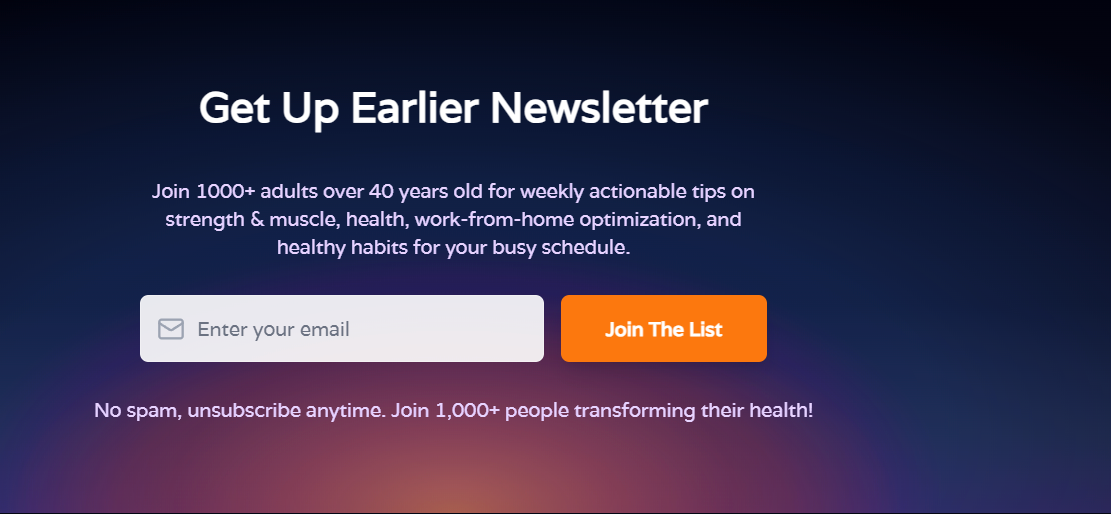 Get Up Earlier Newsletter
Join 1000+ adults over 40 years old for weekly actionable tips on
strength & muscle, health, work-from-home optimization, and
healthy habits for your busy schedule.
Enter your email
Join The List
No spam, unsubscribe anytime. Join 1,000+ people transforming their health!